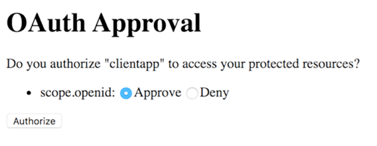 OAuth Approval
Do you authorize "clientapp" to access your protected resources?
scope.openid: Approve Deny
Authorize